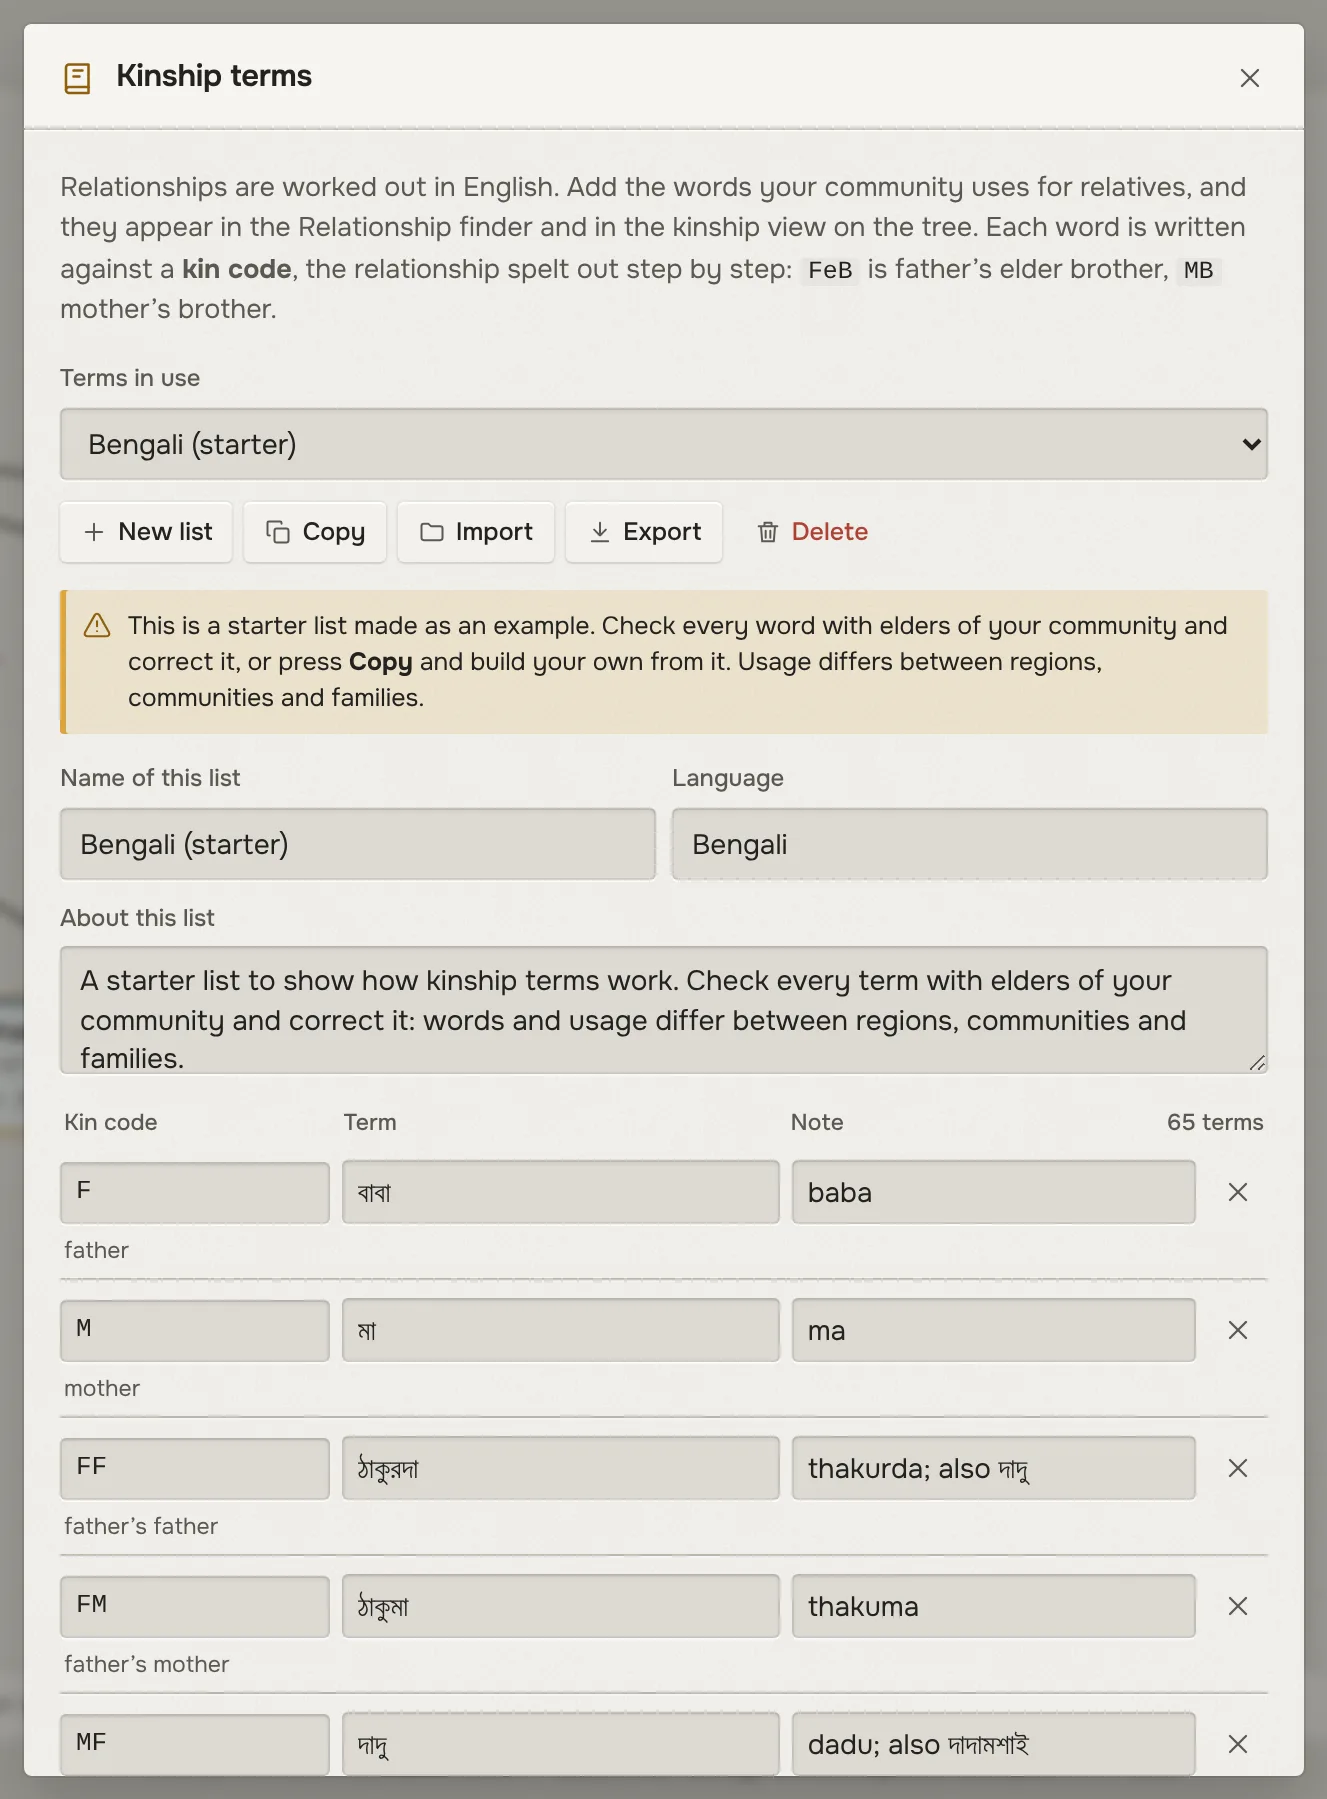 Kinship terms
Relationships are worked out in English. Add the words your community uses for relatives, and
they appear in the Relationship finder and in the kinship view on the tree. Each word is written
against a kin code, the relationship spelt out step by step: FeB is father’s elder brother, MB
mother’s brother.
Terms in use
Bengali (starter)
New list Copy Import Export Delete
This is a starter list made as an example. Check every word with elders of your community and
correct it, or press Copy and build your own from it. Usage differs between regions,
communities and families.
Name of this list Language
Bengali (starter) Bengali
About this list
A starter list to show how kinship terms work. Check every term with elders of your
community and correct it: words and usage differ between regions, communities and
families.
Kin code Term Note 65 terms
F বাবা baba
father
M মা ma
mother
FF ঠাকুরদা thakurda; also দাদু
father’s father
FM ঠাকুমা thakuma
father’s mother
MF দাদু dadu; also দাদামশাই